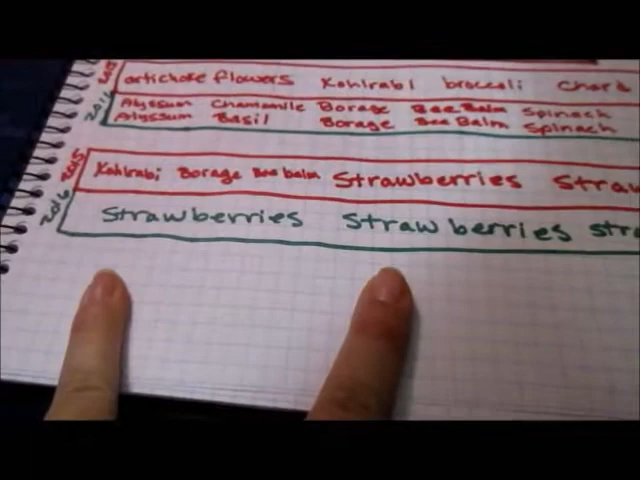 2015 artichoke flowers Kohlrabi broccoli Chard
2016 Alyssum Chamomile Borage Bee Balm Spinach
Alyssum Basil Borage Bee Balm Spinach
2015 Kohlrabi Borage Bee balm Strawberries Straw
2016 Strawberries Strawberries str